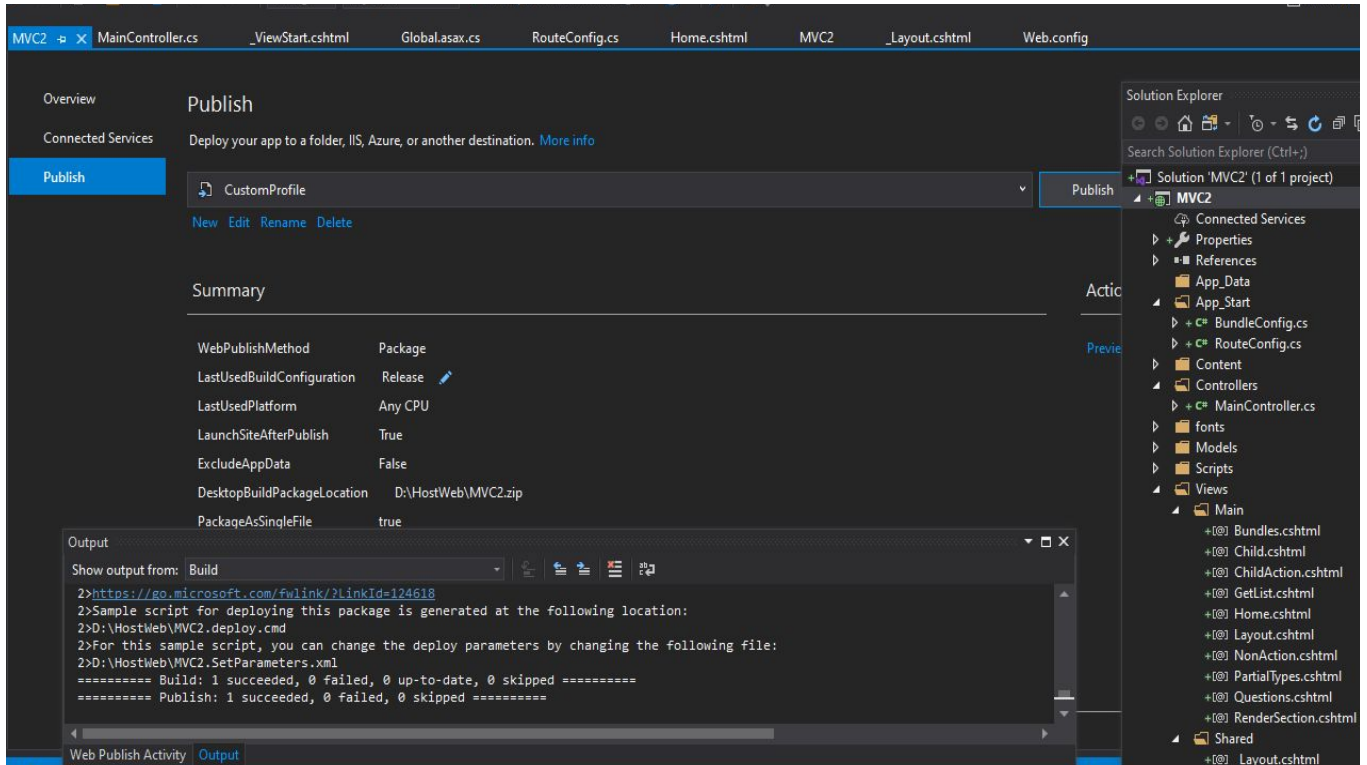 MVC2 MainController.cs _ViewStart.cshtml Global.asax.cs RouteConfig.cs Home.cshtml MVC2 _Layout.cshtml Web.config
Overview
Connected Services
Publish
Publish
Deploy your app to a folder, IIS, Azure, or another destination. More info
CustomProfile
Publish
New Edit Rename Delete
Summary
WebPublishMethod Package
LastUsedBuildConfiguration Release
LastUsedPlatform Any CPU
LaunchSiteAfterPublish True
ExcludeAppData False
DesktopBuildPackageLocation D:\HostWeb\MVC2.zip
PackageAsSingleFile true
Actio
Previe
Output
Show output from: Build
2>https://go.microsoft.com/fwlink/?LinkId=124618
2>Sample script for deploying this package is generated at the following location:
2>D:\HostWeb\MVC2.deploy.cmd
2>For this sample script, you can change the deploy parameters by changing the following file:
2>D:\HostWeb\MVC2.SetParameters.xml
========== Build: 1 succeeded, 0 failed, 0 up-to-date, 0 skipped ==========
========== Publish: 1 succeeded, 0 failed, 0 skipped ==========
Web Publish Activity Output
Solution Explorer
Search Solution Explorer (Ctrl+;)
Solution 'MVC2' (1 of 1 project)
MVC2
Connected Services
Properties
References
App_Data
App_Start
C# BundleConfig.cs
C# RouteConfig.cs
Content
Controllers
C# MainController.cs
fonts
Models
Scripts
Views
Main
Bundles.cshtml
Child.cshtml
ChildAction.cshtml
GetList.cshtml
Home.cshtml
Layout.cshtml
NonAction.cshtml
PartialTypes.cshtml
Questions.cshtml
RenderSection.cshtml
Shared
_Layout.cshtml